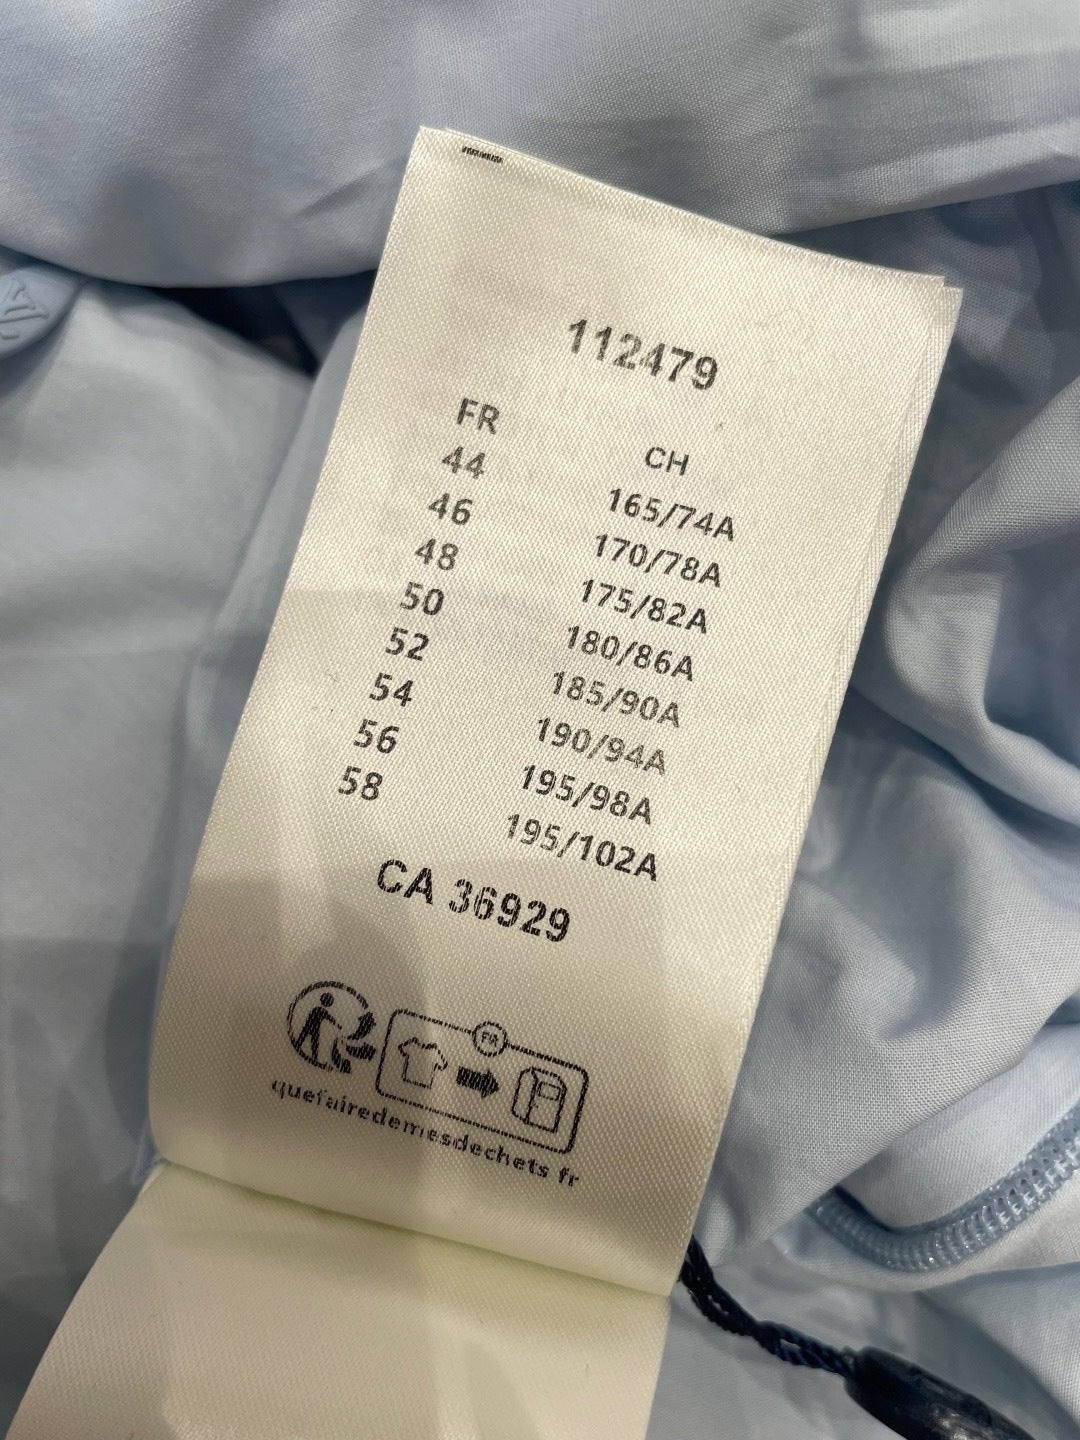 112479
FR CH
44 165/74A
46 170/78A
48 175/82A
50 180/86A
52 185/90A
54 190/94A
56 195/98A
58 195/102A
CA 36929
FR
quefairedemesdechets.fr